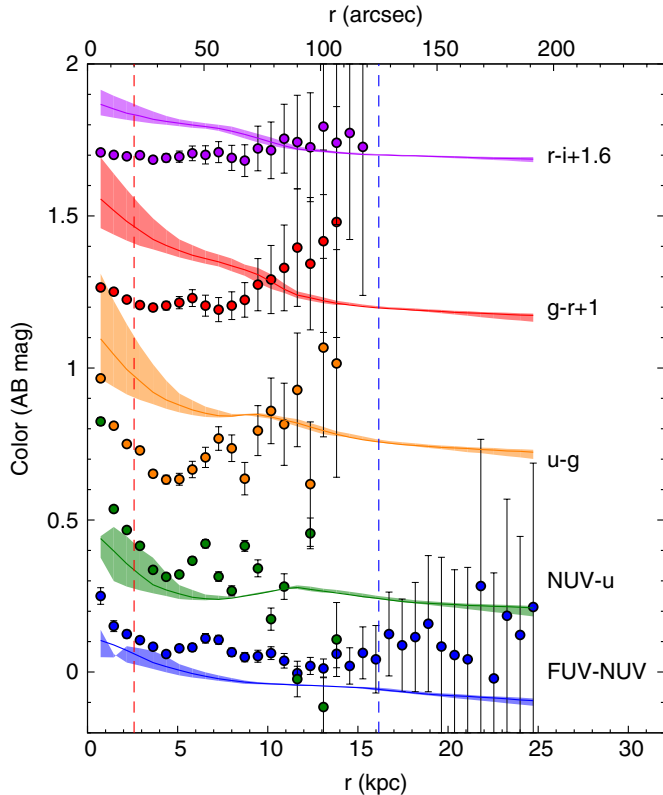 r (arcsec)
0 50 100 150 200
2
1.5
1
0.5
0
Color (AB mag)
r-i+1.6
g-r+1
u-g
NUV-u
FUV-NUV
0 5 10 15 20 25 30
r (kpc)